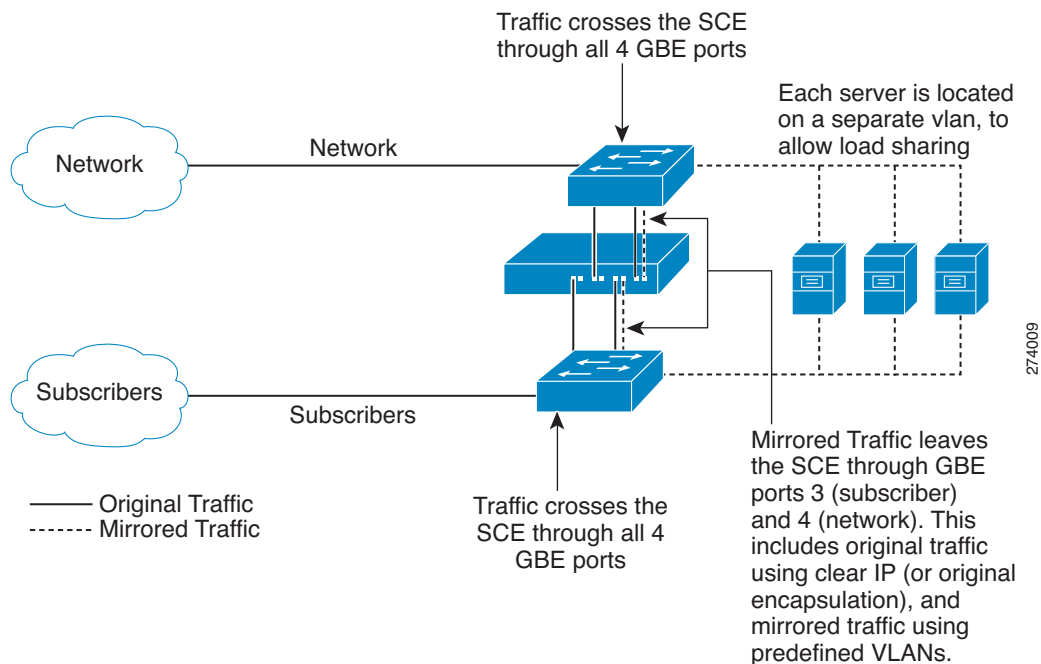 Traffic crosses the SCE
through all 4 GBE ports
Each server is located
on a separate vlan, to
allow load sharing
Network
Network
Subscribers
Subscribers
274009
Original Traffic
Mirrored Traffic
Traffic crosses the
SCE through all 4
GBE ports
Mirrored Traffic leaves
the SCE through GBE
ports 3 (subscriber)
and 4 (network). This
includes original traffic
using clear IP (or original
encapsulation), and
mirrored traffic using
predefined VLANs.